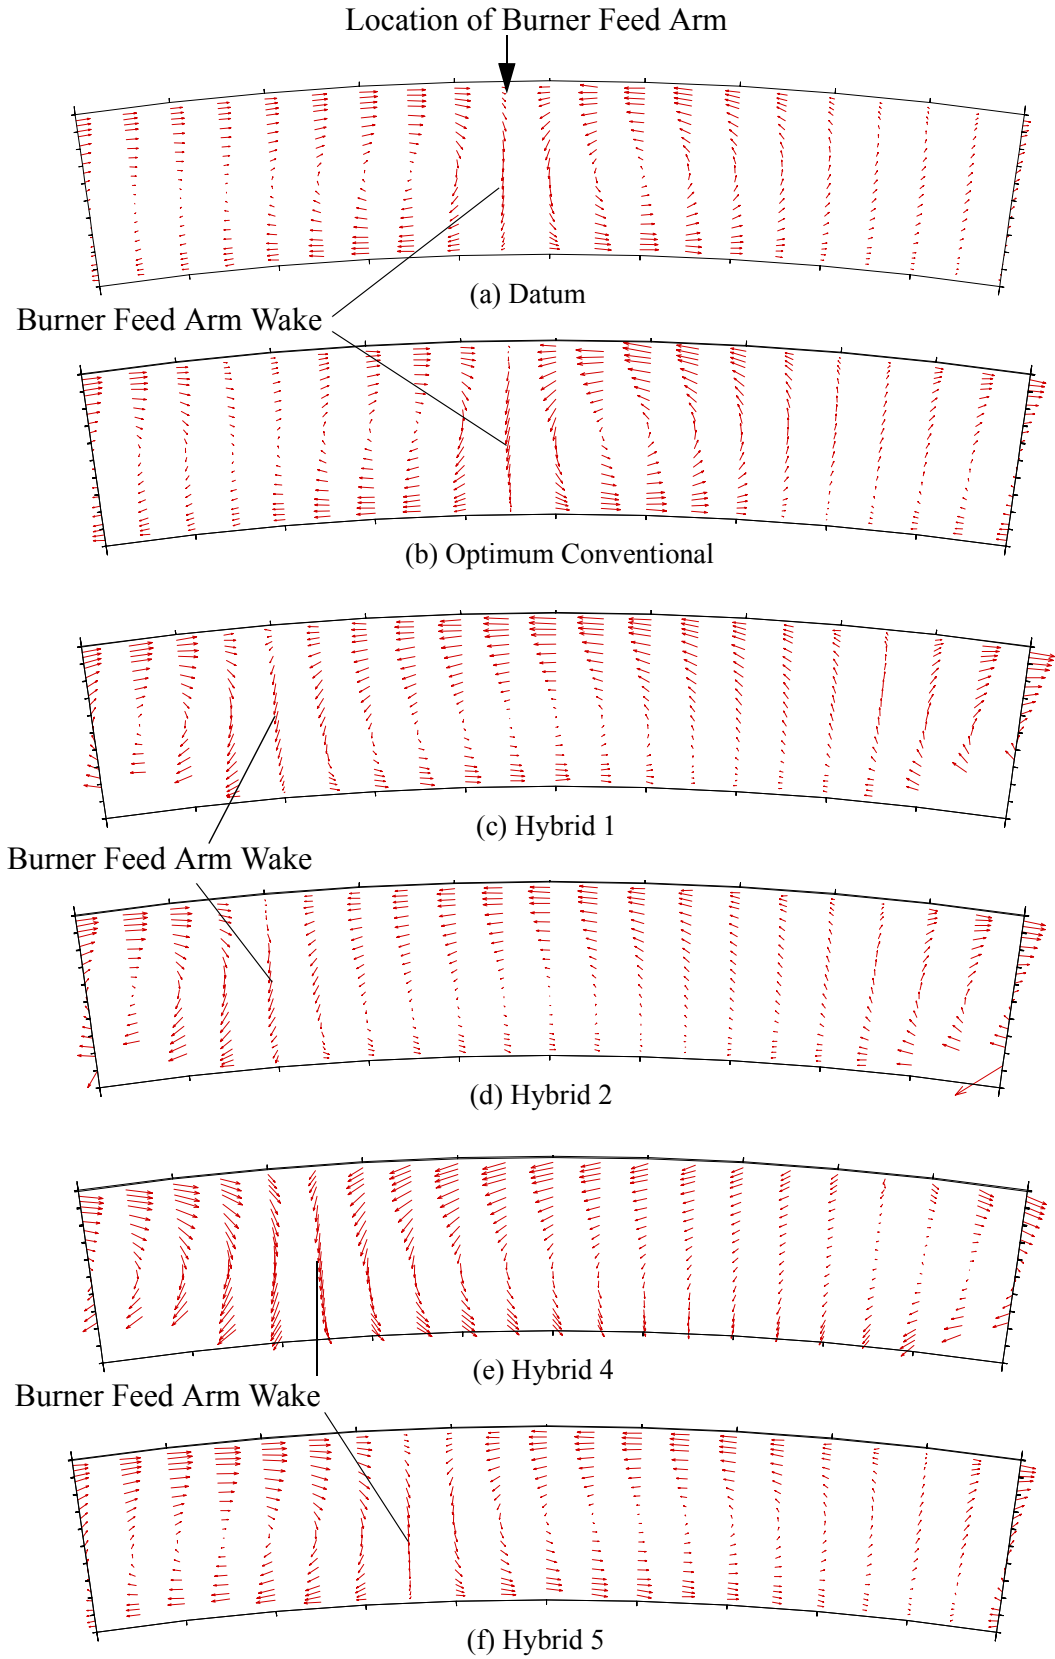 Location of Burner Feed Arm
(a) Datum
Burner Feed Arm Wake
(b) Optimum Conventional
(c) Hybrid 1
Burner Feed Arm Wake
(d) Hybrid 2
(e) Hybrid 4
Burner Feed Arm Wake
(f) Hybrid 5